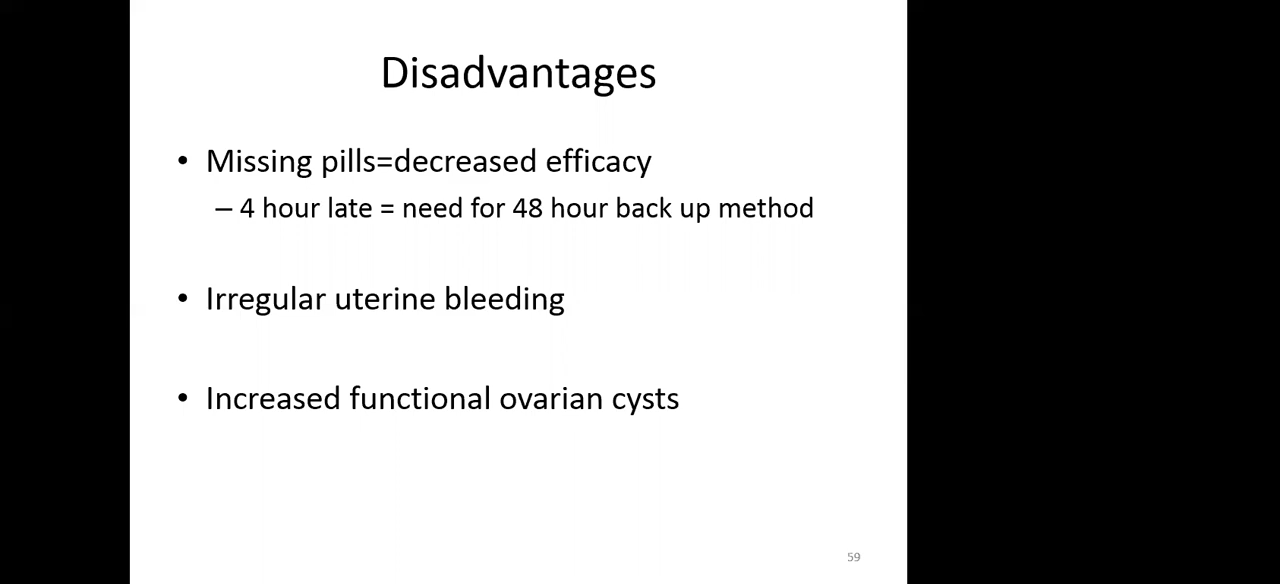 Disadvantages
• Missing pills=decreased efficacy
– 4 hour late = need for 48 hour back up method
• Irregular uterine bleeding
• Increased functional ovarian cysts
59